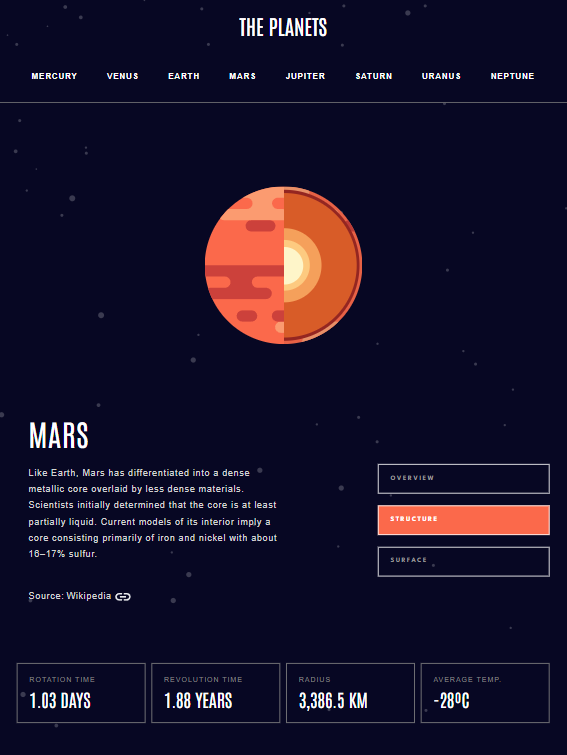 THE PLANETS
MERCURY VENUS EARTH MARS JUPITER SATURN URANUS NEPTUNE
MARS
Like Earth, Mars has differentiated into a dense
metallic core overlaid by less dense materials.
Scientists initially determined that the core is at least
partially liquid. Current models of its interior imply a
core consisting primarily of iron and nickel with about
16–17% sulfur.
Source: Wikipedia
OVERVIEW
STRUCTURE
SURFACE
ROTATION TIME
1.03 DAYS
REVOLUTION TIME
1.88 YEARS
RADIUS
3,386.5 KM
AVERAGE TEMP.
-28ºC